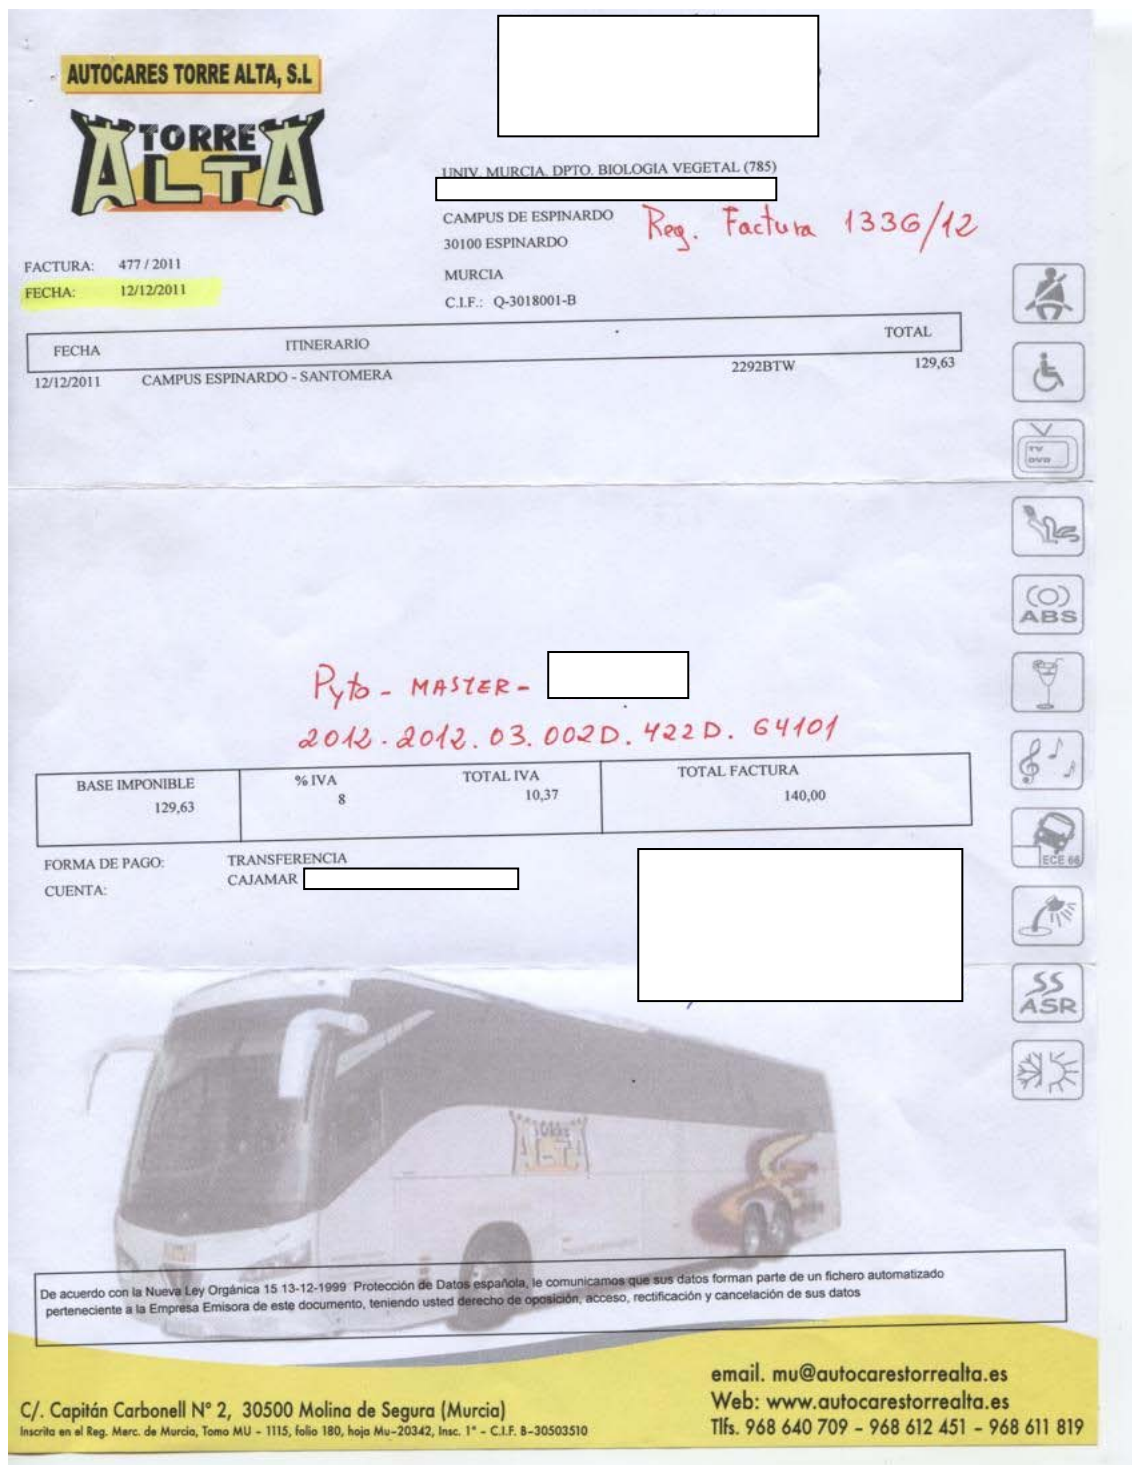 AUTOCARES TORRE ALTA, S.L
TORRE
ALTA
UNIV. MURCIA. DPTO. BIOLOGIA VEGETAL (785)
CAMPUS DE ESPINARDO
30100 ESPINARDO
MURCIA
C.I.F.: Q-3018001-B
Reg. Factura 1336/12
FACTURA: 477 / 2011
FECHA: 12/12/2011
FECHA ITINERARIO TOTAL
12/12/2011 CAMPUS ESPINARDO - SANTOMERA 2292BTW 129,63
TV
DVD
ABS
Pyto - MASTER -
2012.2012.03.002D.422D.64101
BASE IMPONIBLE % IVA TOTAL IVA TOTAL FACTURA
129,63 8 10,37 140,00
ECE 66
FORMA DE PAGO: TRANSFERENCIA
CUENTA: CAJAMAR
ASR
TORRE
ALTA
De acuerdo con la Nueva Ley Orgánica 15 13-12-1999 Protección de Datos española, le comunicamos que sus datos forman parte de un fichero automatizado
perteneciente a la Empresa Emisora de este documento, teniendo usted derecho de oposición, acceso, rectificación y cancelación de sus datos
email. mu@autocarestorrealta.es
Web: www.autocarestorrealta.es
Tlfs. 968 640 709 - 968 612 451 - 968 611 819
C/. Capitán Carbonell Nº 2, 30500 Molina de Segura (Murcia)
Inscrita en el Reg. Merc. de Murcia, Tomo MU - 1115, folio 180, hoja Mu-20342, Insc. 1ª - C.I.F. B-30503510